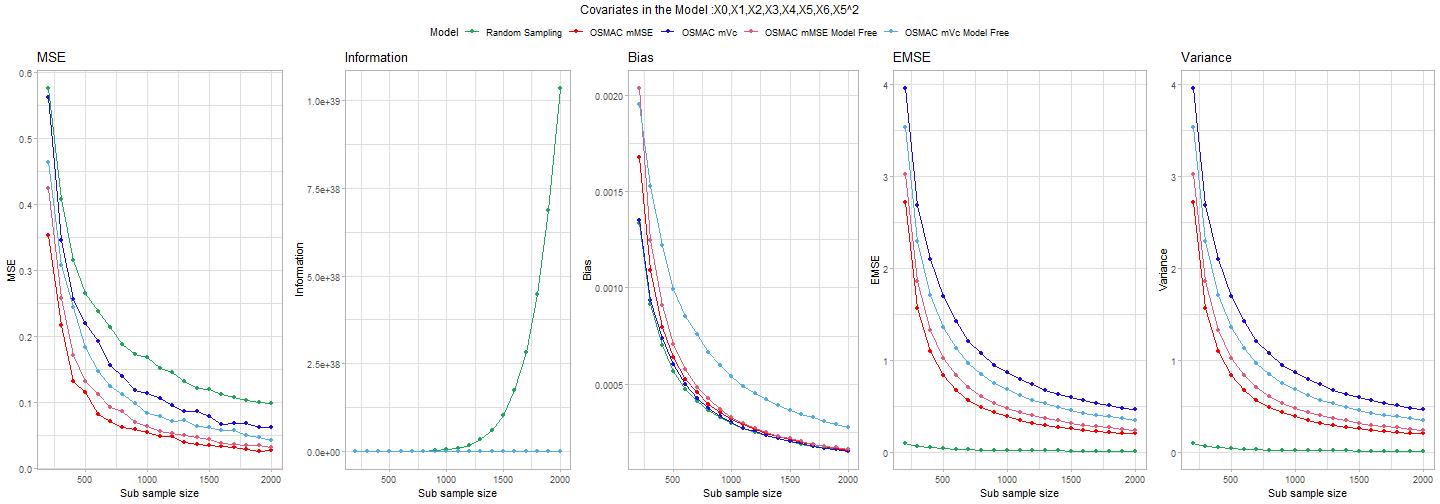 Covariates in the Model :X0,X1,X2,X3,X4,X5,X6,X5^2
Model Random Sampling OSMAC mMSE OSMAC mVc OSMAC mMSE Model Free OSMAC mVc Model Free
MSE
0.6
0.5
0.4
0.3
0.2
0.1
0.0
MSE
500 1000 1500 2000
Sub sample size
Information
1.0e+39
7.5e+38
5.0e+38
2.5e+38
0.0e+00
Information
500 1000 1500 2000
Sub sample size
Bias
0.0020
0.0015
0.0010
0.0005
Bias
500 1000 1500 2000
Sub sample size
EMSE
4
3
2
1
0
EMSE
500 1000 1500 2000
Sub sample size
Variance
4
3
2
1
0
Variance
500 1000 1500 2000
Sub sample size